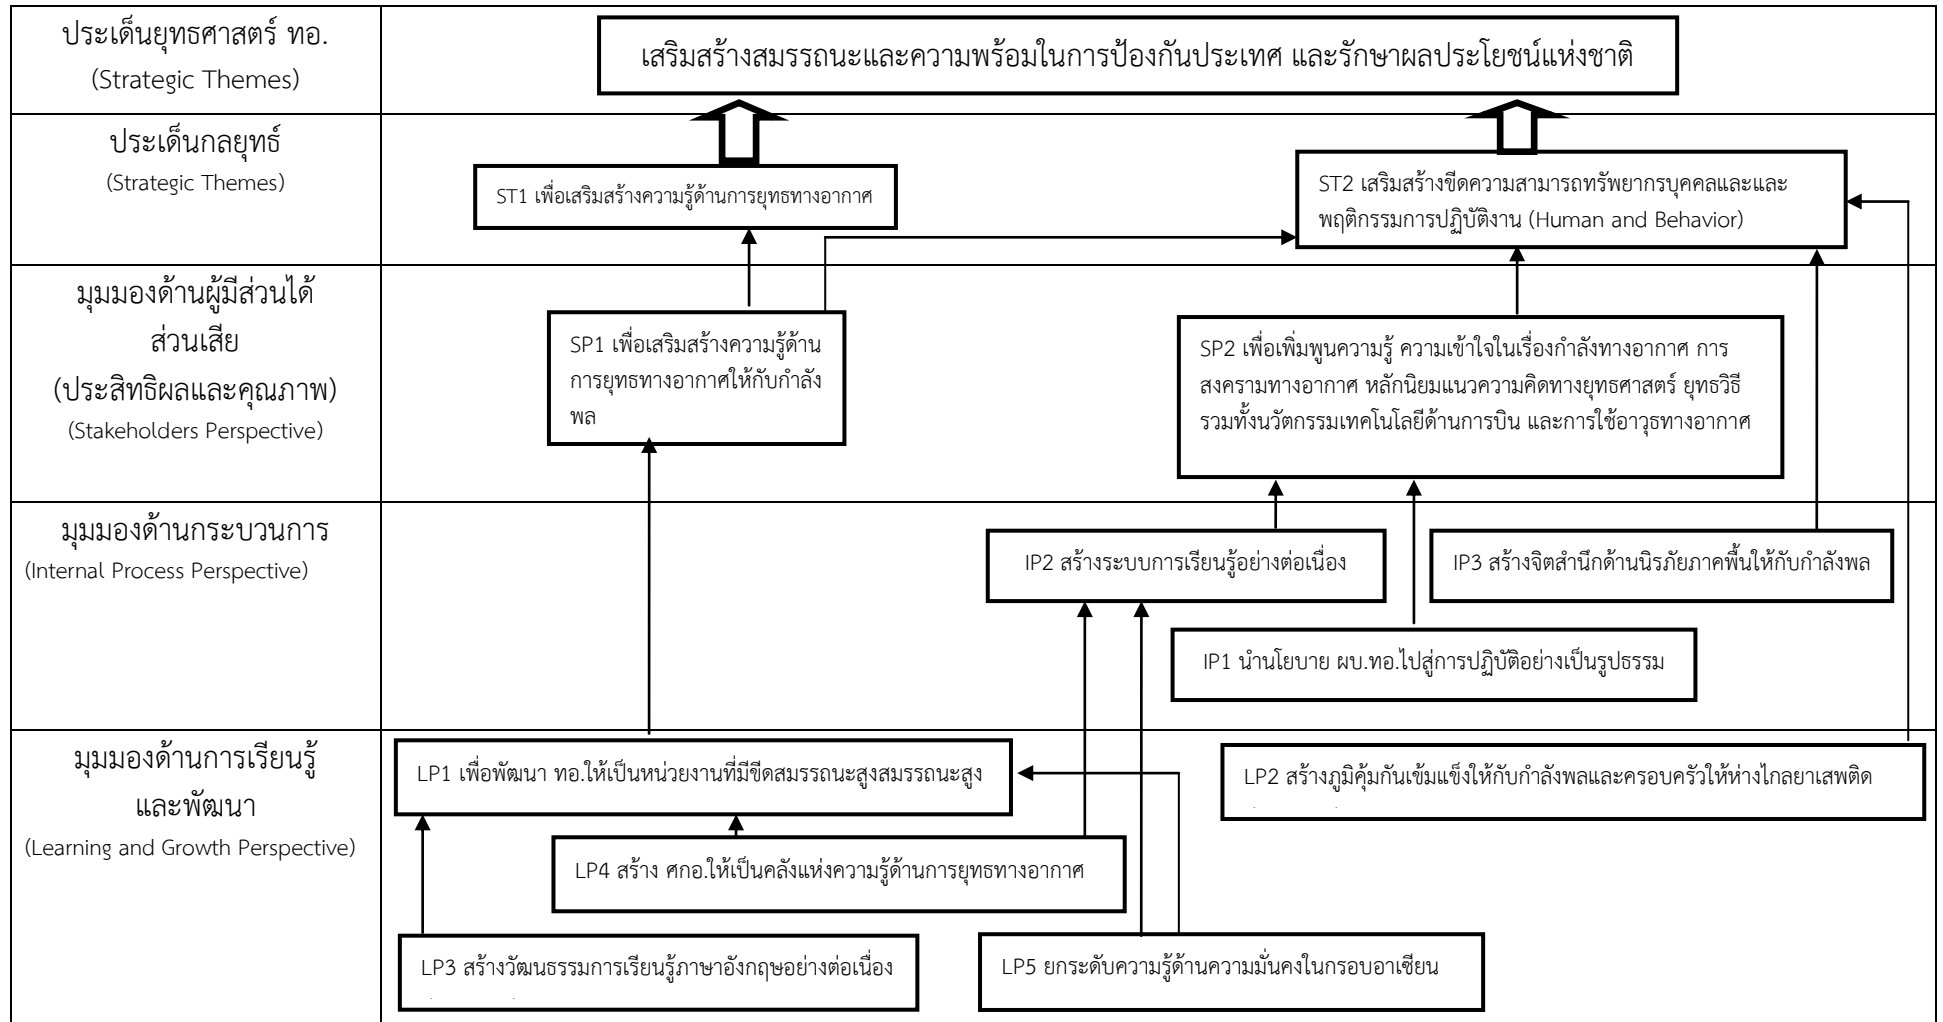 ประเด็นยุทธศาสตร์ ทอ.
(Strategic Themes)
เสริมสร้างสมรรถนะและความพร้อมในการป้องกันประเทศ และรักษาผลประโยชน์แห่งชาติ
ประเด็นกลยุทธ์
(Strategic Themes)
ST1 เพื่อเสริมสร้างความรู้ด้านการยุทธทางอากาศ
ST2 เสริมสร้างขีดความสามารถทรัพยากรบุคคลและและ
พฤติกรรมการปฏิบัติงาน (Human and Behavior)
มุมมองด้านผู้มีส่วนได้
ส่วนเสีย
(ประสิทธิผลและคุณภาพ)
(Stakeholders Perspective)
SP1 เพื่อเสริมสร้างความรู้ด้าน
การยุทธทางอากาศให้กับกำลัง
พล
SP2 เพื่อเพิ่มพูนความรู้ ความเข้าใจในเรื่องกำลังทางอากาศ การ
สงครามทางอากาศ หลักนิยมแนวความคิดทางยุทธศาสตร์ ยุทธวิธี
รวมทั้งนวัตกรรมเทคโนโลยีด้านการบิน และการใช้อาวุธทางอากาศ
มุมมองด้านกระบวนการ
(Internal Process Perspective)
IP2 สร้างระบบการเรียนรู้อย่างต่อเนื่อง
IP3 สร้างจิตสำนึกด้านนิรภัยภาคพื้นให้กับกำลังพล
IP1 นำนโยบาย ผบ.ทอ.ไปสู่การปฏิบัติอย่างเป็นรูปธรรม
มุมมองด้านการเรียนรู้
และพัฒนา
(Learning and Growth Perspective)
LP1 เพื่อพัฒนา ทอ.ให้เป็นหน่วยงานที่มีขีดสมรรถนะสูงสมรรถนะสูง
LP2 สร้างภูมิคุ้มกันเข้มแข็งให้กับกำลังพลและครอบครัวให้ห่างไกลยาเสพติด
LP4 สร้าง ศกอ.ให้เป็นคลังแห่งความรู้ด้านการยุทธทางอากาศ
LP3 สร้างวัฒนธรรมการเรียนรู้ภาษาอังกฤษอย่างต่อเนื่อง
LP5 ยกระดับความรู้ด้านความมั่นคงในกรอบอาเซียน